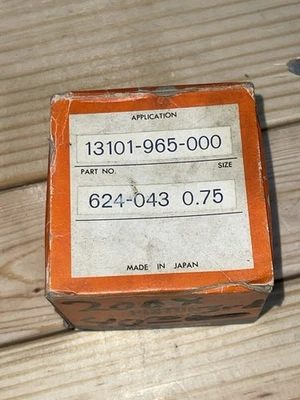 APPLICATION
13101-965-000
PART NO. SIZE
624-043 0.75
MADE IN JAPAN